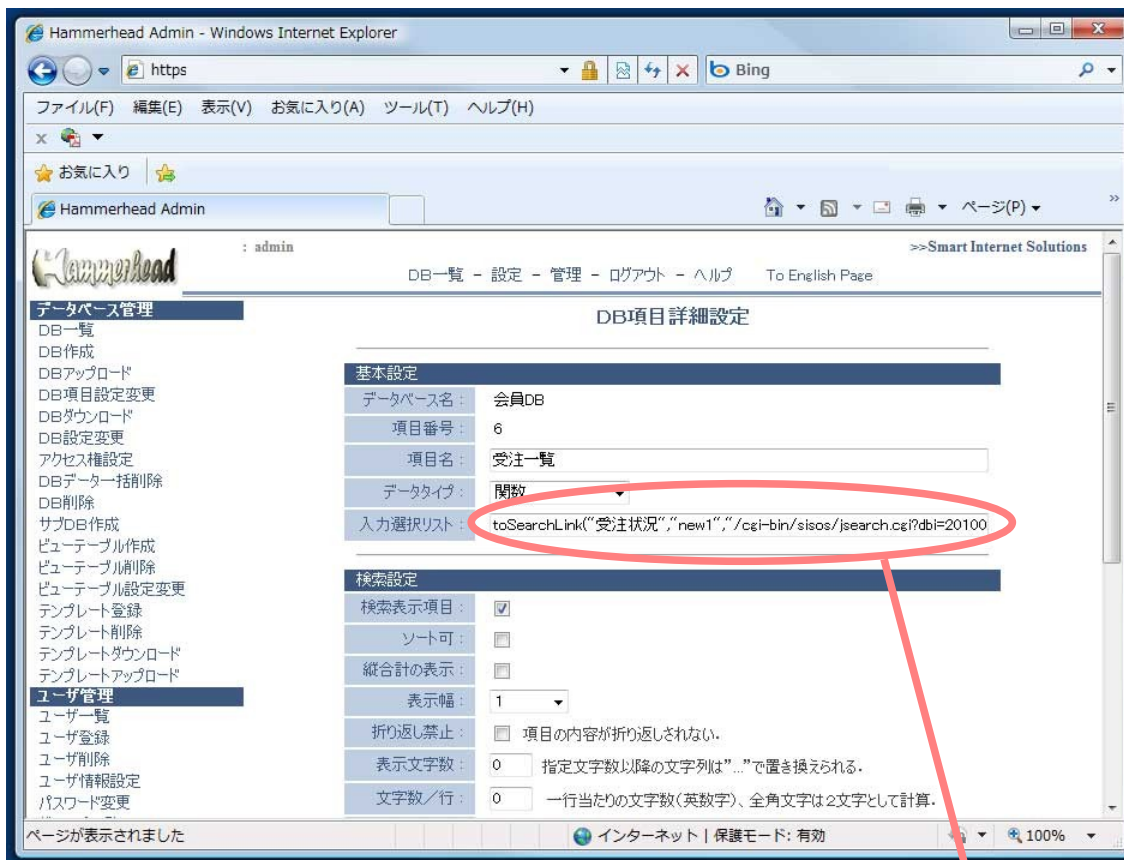 Hammerhead Admin - Windows Internet Explorer
https
Bing
ファイル(F) 編集(E) 表示(V) お気に入り(A) ツール(T) ヘルプ(H)
x
お気に入り
Hammerhead Admin
ページ(P)
Hammerhead
: admin
>>Smart Internet Solutions
DB一覧 - 設定 - 管理 - ログアウト - ヘルプ To English Page
データベース管理
DB一覧
DB作成
DBアップロード
DB項目設定変更
DBダウンロード
DB設定変更
アクセス権設定
DBデータ一括削除
DB削除
サブDB作成
ビューテーブル作成
ビューテーブル削除
ビューテーブル設定変更
テンプレート登録
テンプレート削除
テンプレートダウンロード
テンプレートアップロード
ユーザ管理
ユーザ一覧
ユーザ登録
ユーザ削除
ユーザ情報設定
パスワード変更
DB項目詳細設定
基本設定
データベース名: 会員DB
項目番号: 6
項目名: 受注一覧
データタイプ: 関数
入力選択リスト: toSearchLink("受注状況","new1","/cgi-bin/sisos/jsearch.cgi?dbi=20100
検索設定
検索表示項目:
ソート可:
縦合計の表示:
表示幅: 1
折り返し禁止: 項目の内容が折り返しされない.
表示文字数: 0 指定文字数以降の文字列は"..."で置き換えられる.
文字数/行: 0 一行当たりの文字数(英数字)、全角文字は2文字として計算.
ページが表示されました
インターネット | 保護モード: 有効
100%